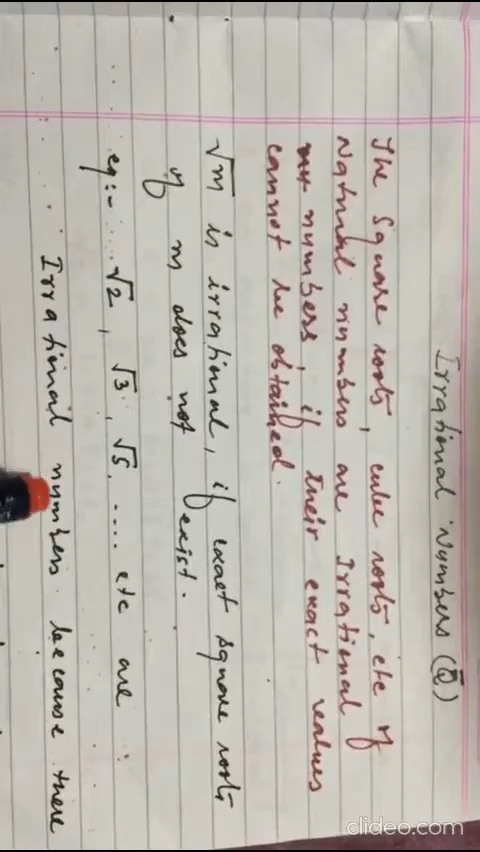 Irrational Numbers (Q̅)
The Square roots, cube roots, etc of
Natural numbers are Irrational
numbers, if their exact values
cannot be obtained.
√m is irrational, if exact square roots
of m does not exist.
eg:- √2, √3, √5, .... etc are
Irrational numbers because there
clideo.com